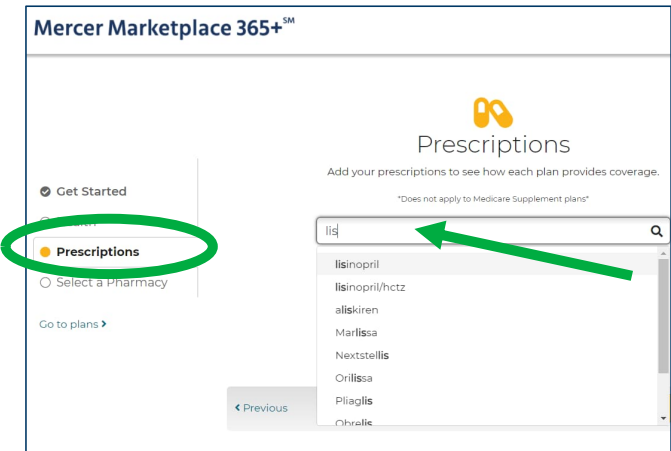 Mercer Marketplace 365+℠
Prescriptions
Add your prescriptions to see how each plan provides coverage.
*Does not apply to Medicare Supplement plans*
Get Started
Prescriptions
Select a Pharmacy
Go to plans
lis
lisinopril
lisinopril/hctz
aliskiren
Marlissa
Nextstellis
Orilissa
Pliaglis
Qbrelis
Previous